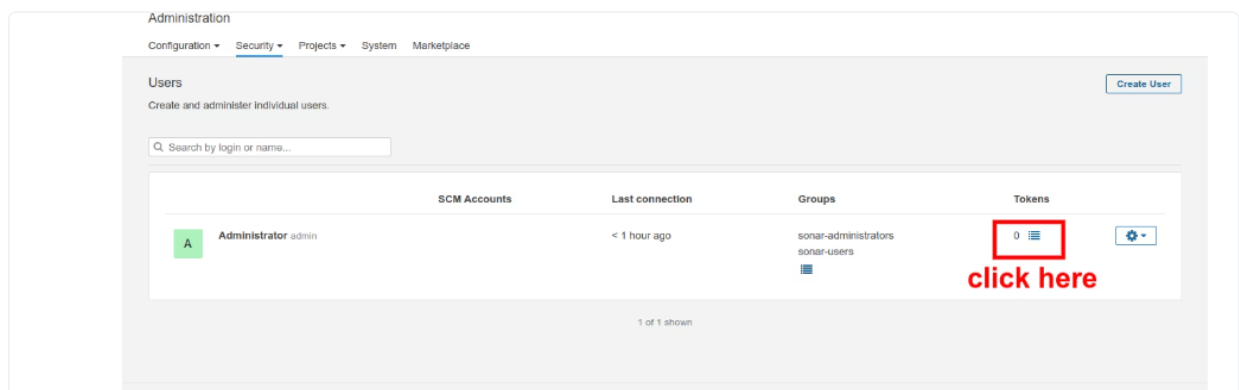 Administration
Configuration Security Projects System Marketplace
Users
Create User
Create and administer individual users.
Search by login or name...
SCM Accounts Last connection Groups Tokens
A Administrator admin < 1 hour ago sonar-administrators 0
sonar-users
click here
1 of 1 shown